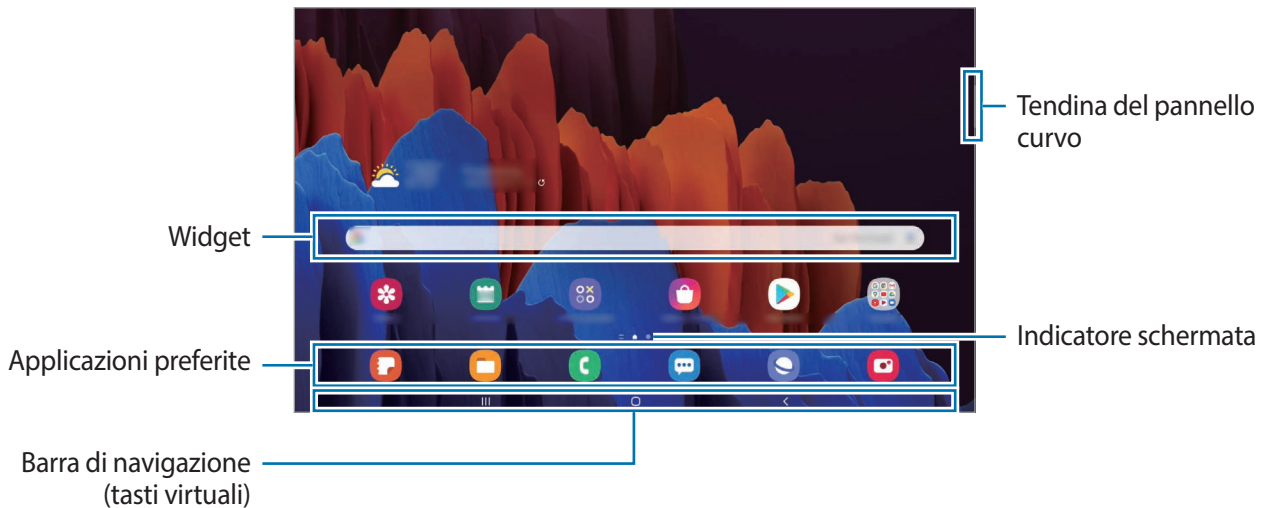 Tendina del pannello
curvo
Widget
Indicatore schermata
Applicazioni preferite
Barra di navigazione
(tasti virtuali)